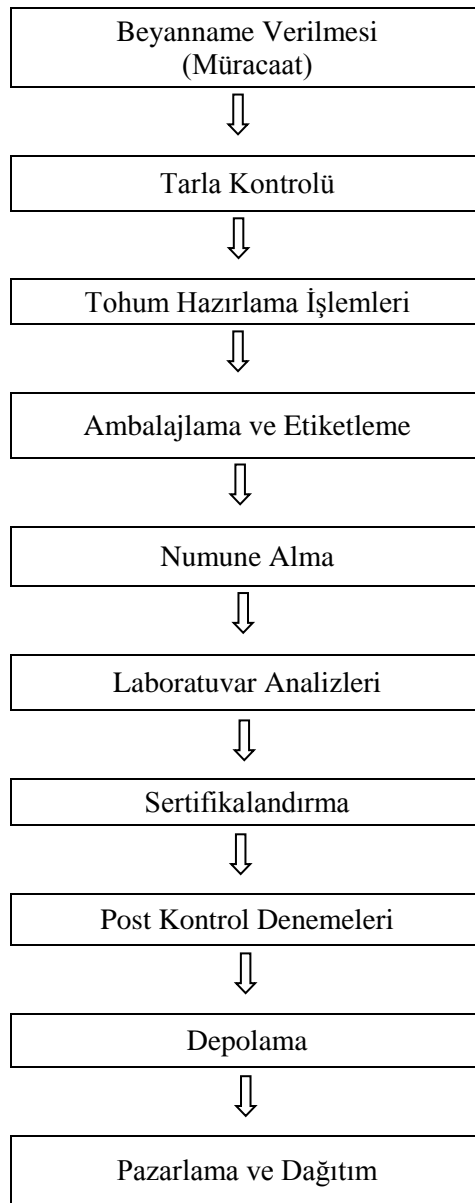 Beyanname Verilmesi
(Müracaat)
Tarla Kontrolü
Tohum Hazırlama İşlemleri
Ambalajlama ve Etiketleme
Numune Alma
Laboratuvar Analizleri
Sertifikalandırma
Post Kontrol Denemeleri
Depolama
Pazarlama ve Dağıtım